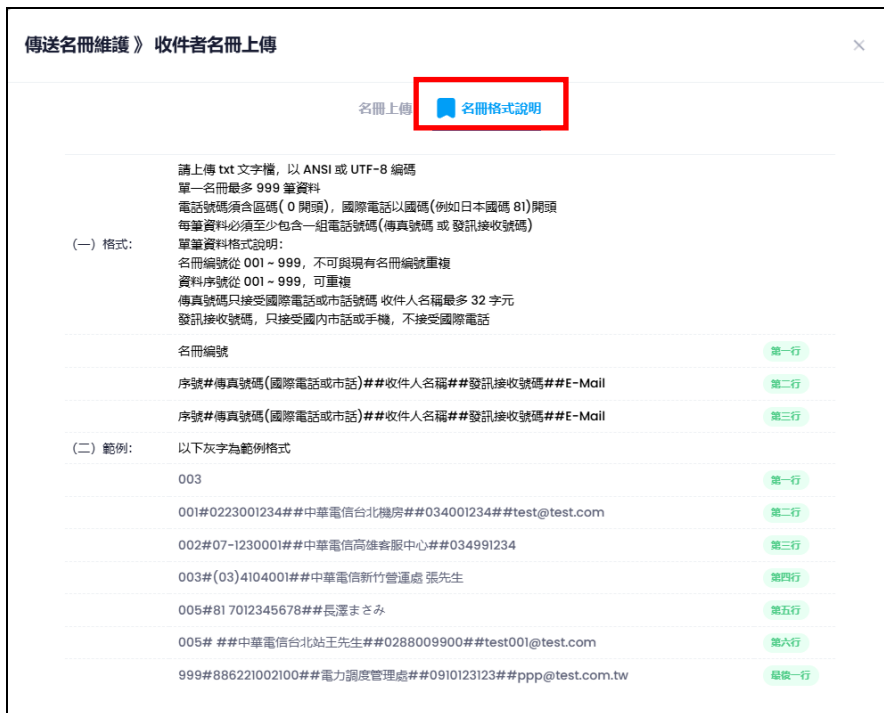 傳送名冊維護 》 收件者名冊上傳
名冊上傳 名冊格式說明
請上傳 txt 文字檔，以 ANSI 或 UTF-8 編碼
單一名冊最多 999 筆資料
電話號碼須含區碼( 0 開頭)，國際電話以國碼(例如日本國碼 81)開頭
每筆資料必須至少包含一組電話號碼(傳真號碼 或 發訊接收號碼)
（一）格式： 單筆資料格式說明：
名冊編號從 001 ~ 999，不可與現有名冊編號重複
資料序號從 001 ~ 999，可重複
傳真號碼只接受國際電話或市話號碼 收件人名稱最多 32 字元
發訊接收號碼，只接受國內市話或手機，不接受國際電話
名冊編號 第一行
序號#傳真號碼(國際電話或市話)##收件人名稱##發訊接收號碼##E-Mail 第二行
序號#傳真號碼(國際電話或市話)##收件人名稱##發訊接收號碼##E-Mail 第三行
（二）範例： 以下灰字為範例格式
003 第一行
001#0223001234##中華電信台北機房##034001234##test@test.com 第二行
002#07-1230001##中華電信高雄客服中心##034991234 第三行
003#(03)4104001##中華電信新竹營運處 張先生 第四行
005#81 7012345678##長澤まさみ 第五行
005# ##中華電信台北站王先生##0288009900##test001@test.com 第六行
999#886221002100##電力調度管理處##0910123123##ppp@test.com.tw 最後一行